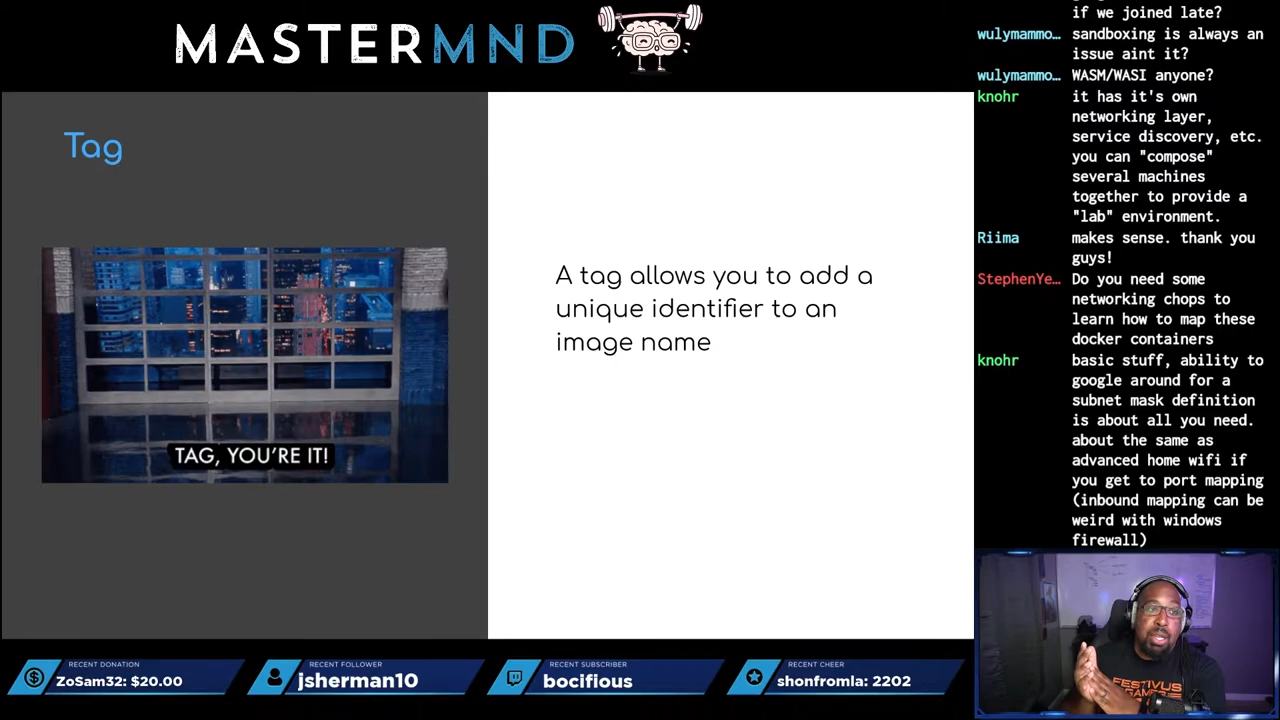 MASTERMND
Tag
TAG, YOU'RE IT!
A tag allows you to add a
unique identifier to an
image name
if we joined late?
wulymammo… sandboxing is always an
issue aint it?
wulymammo… WASM/WASI anyone?
knohr it has it's own
networking layer,
service discovery, etc.
you can "compose"
several machines
together to provide a
"lab" environment.
Riima makes sense. thank you
guys!
StephenYe… Do you need some
networking chops to
learn how to map these
docker containers
knohr basic stuff, ability to
google around for a
subnet mask definition
is about all you need.
about the same as
advanced home wifi if
you get to port mapping
(inbound mapping can be
weird with windows
firewall)
FESTIVUS
RECENT DONATION
ZoSam32: $20.00
RECENT FOLLOWER
jsherman10
RECENT SUBSCRIBER
bocifious
RECENT CHEER
shonfromla: 2202